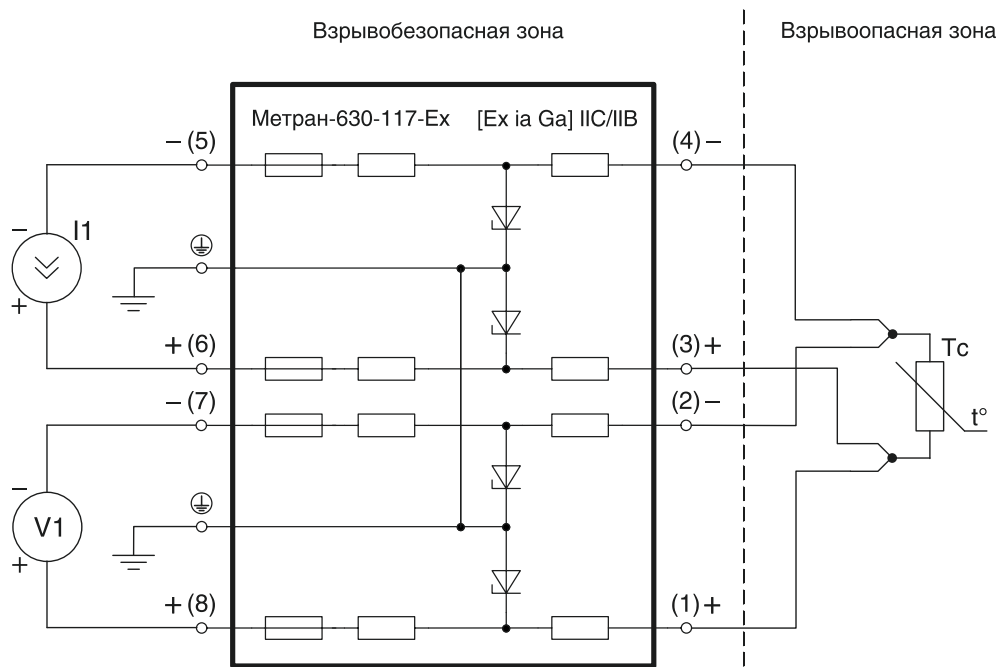 Взрывобезопасная зона
Взрывоопасная зона
Метран-630-117-Ex [Ex ia Ga] IIC/IIB
− (5)
(4) −
−
I1
+
+ (6)
(3) +
Tc
− (7)
(2) −
t°
−
V1
+
+ (8)
(1) +